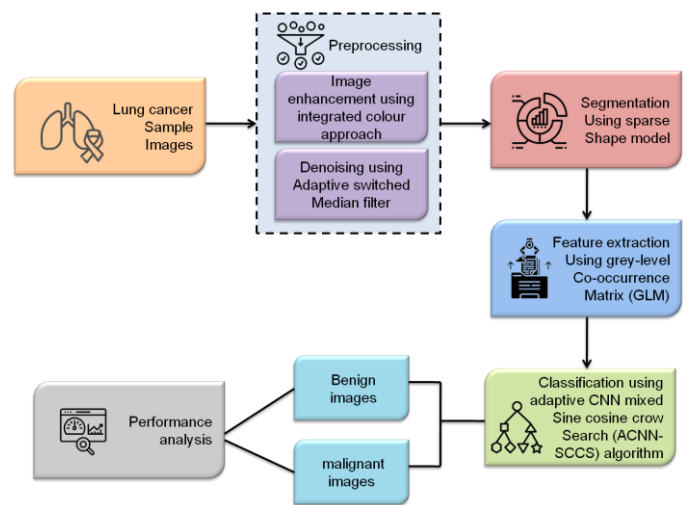 Lung cancer
Sample
Images
Preprocessing
Image
enhancement using
integrated colour
approach
Denoising using
Adaptive switched
Median filter
Segmentation
Using sparse
Shape model
Feature extraction
Using grey-level
Co-occurrence
Matrix (GLM)
Classification using
adaptive CNN mixed
Sine cosine crow
Search (ACNN-
SCCS) algorithm
Benign
images
malignant
images
Performance
analysis